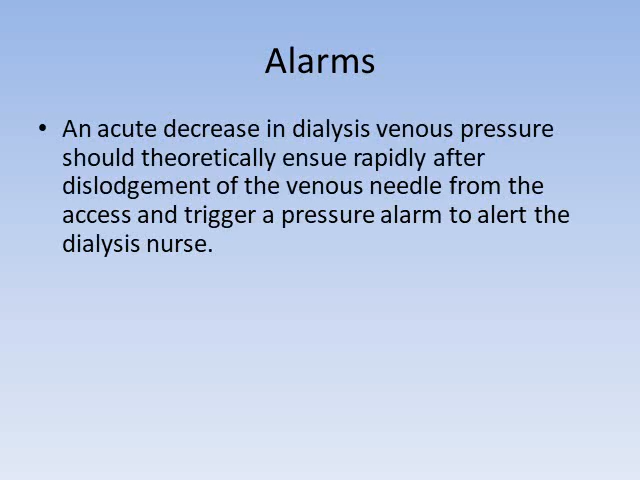 Alarms
• An acute decrease in dialysis venous pressure
should theoretically ensue rapidly after
dislodgement of the venous needle from the
access and trigger a pressure alarm to alert the
dialysis nurse.